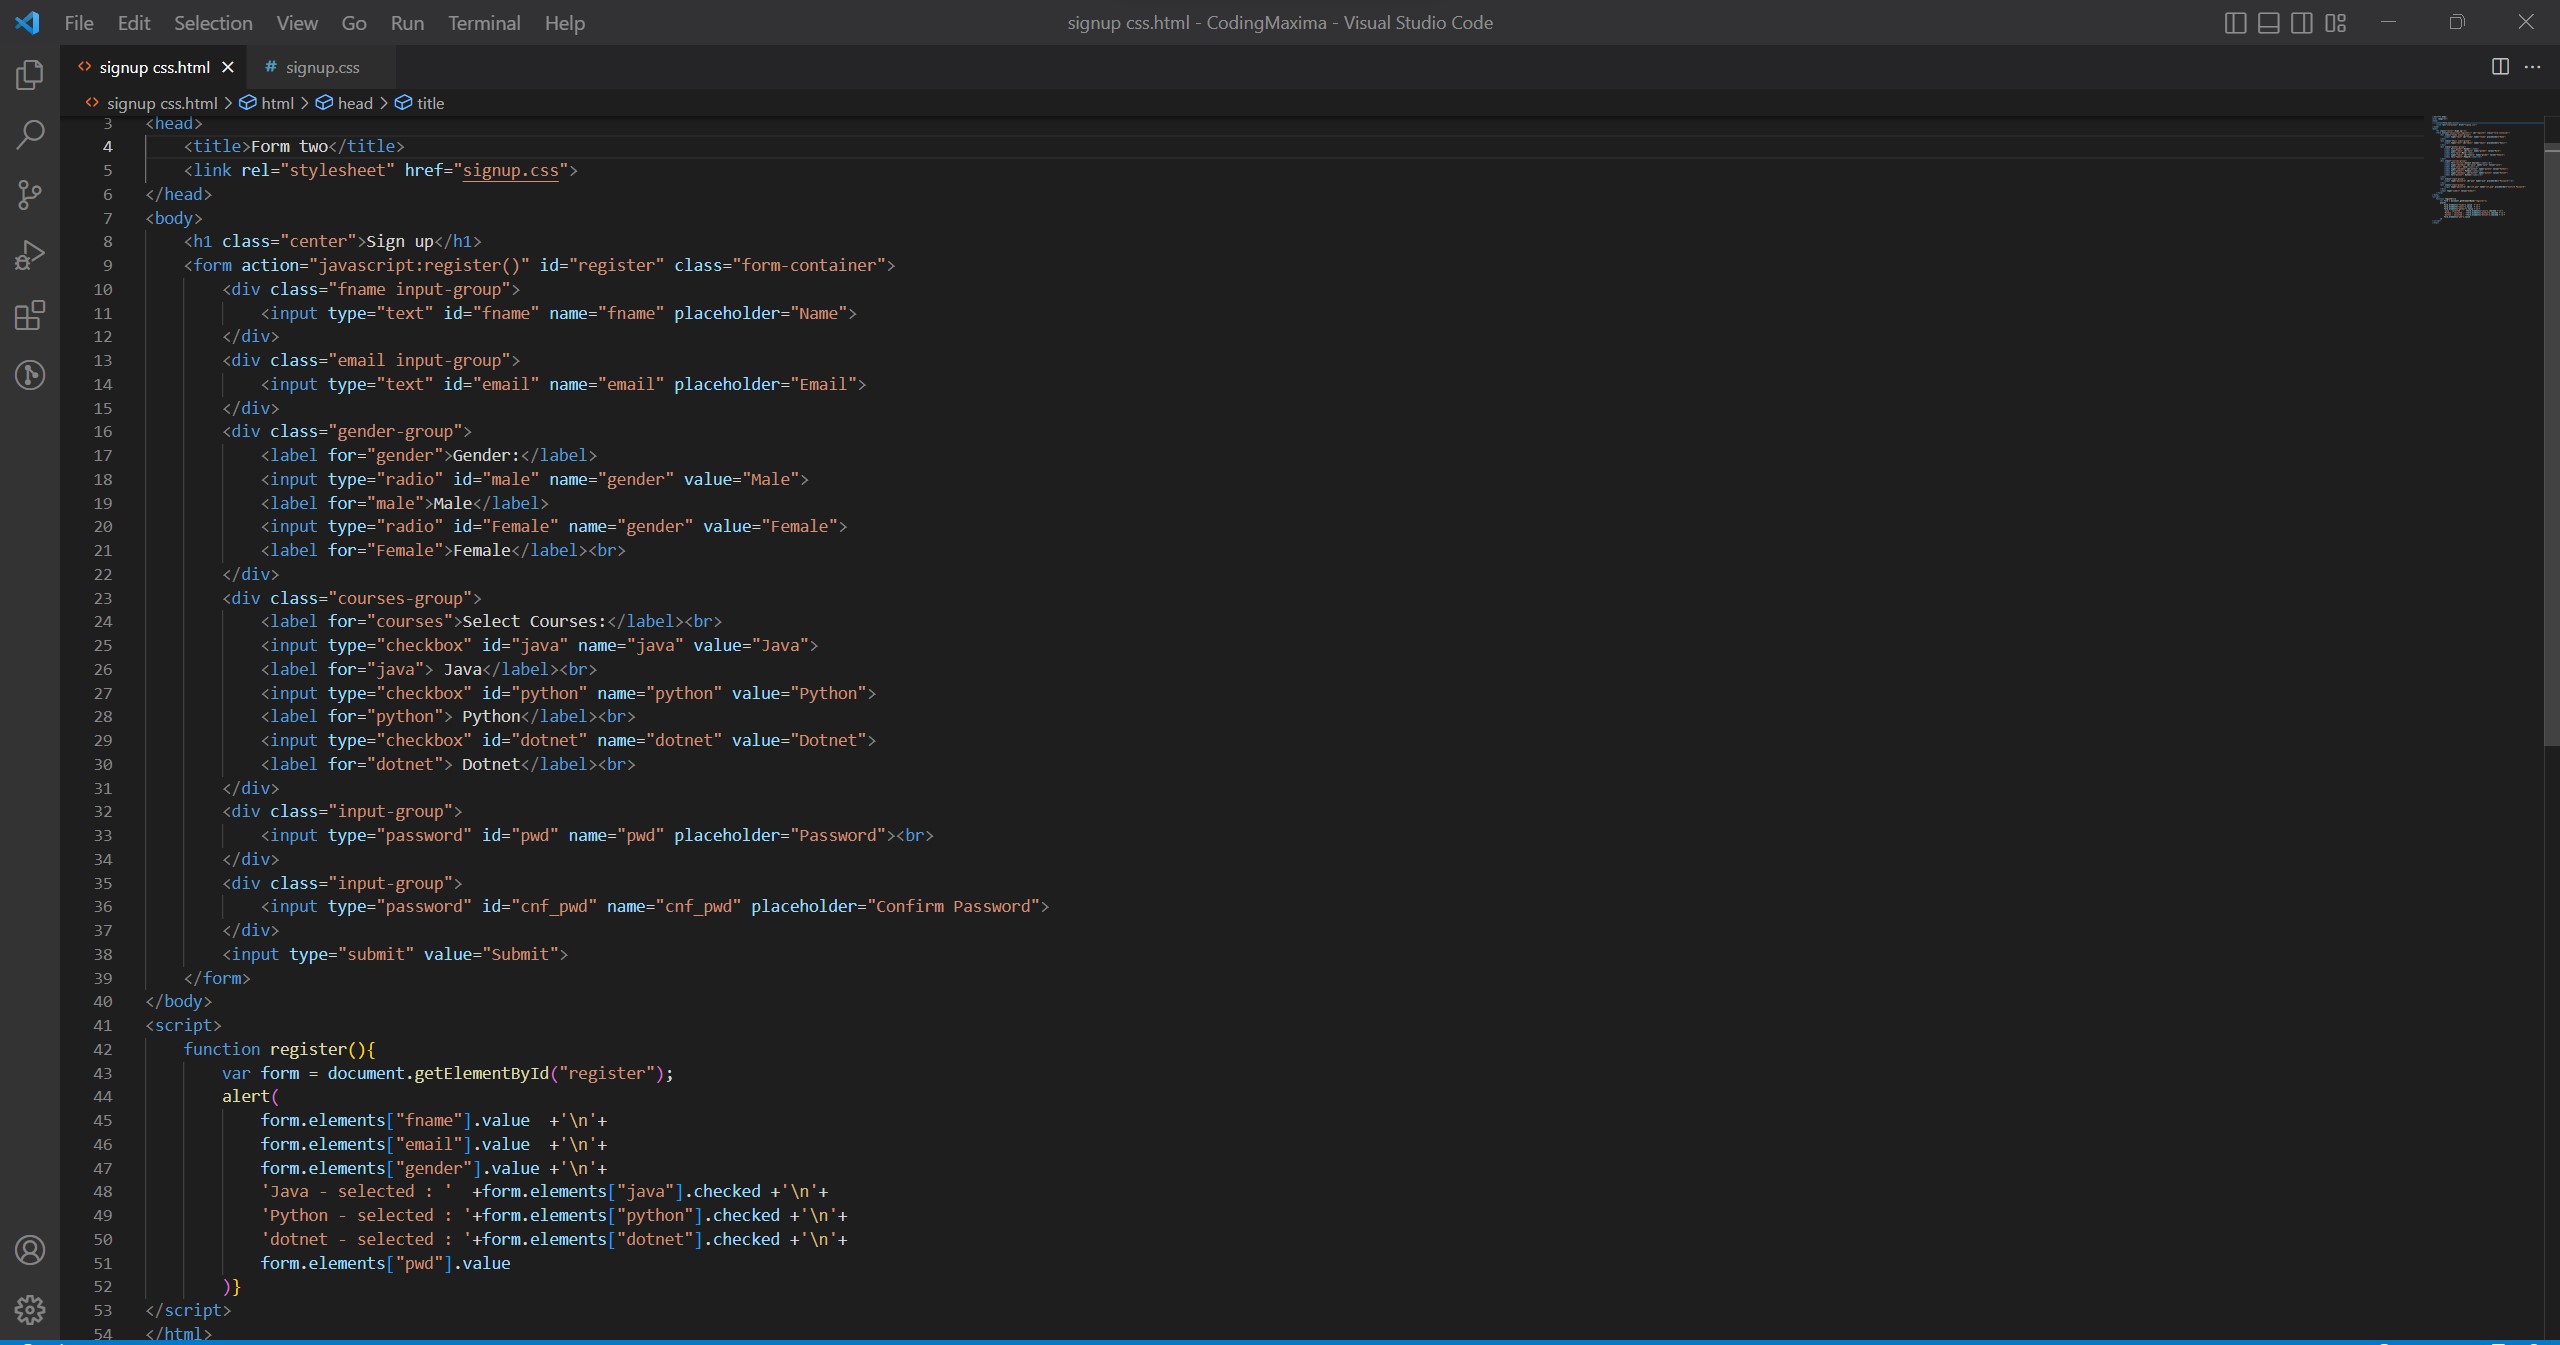 File Edit Selection View Go Run Terminal Help signup css.html - CodingMaxima - Visual Studio Code
signup css.html # signup.css
signup css.html > html > head > title
3 <head>
4 <title>Form two</title>
5 <link rel="stylesheet" href="signup.css">
6 </head>
7 <body>
8 <h1 class="center">Sign up</h1>
9 <form action="javascript:register()" id="register" class="form-container">
10 <div class="fname input-group">
11 <input type="text" id="fname" name="fname" placeholder="Name">
12 </div>
13 <div class="email input-group">
14 <input type="text" id="email" name="email" placeholder="Email">
15 </div>
16 <div class="gender-group">
17 <label for="gender">Gender:</label>
18 <input type="radio" id="male" name="gender" value="Male">
19 <label for="male">Male</label>
20 <input type="radio" id="Female" name="gender" value="Female">
21 <label for="Female">Female</label><br>
22 </div>
23 <div class="courses-group">
24 <label for="courses">Select Courses:</label><br>
25 <input type="checkbox" id="java" name="java" value="Java">
26 <label for="java"> Java</label><br>
27 <input type="checkbox" id="python" name="python" value="Python">
28 <label for="python"> Python</label><br>
29 <input type="checkbox" id="dotnet" name="dotnet" value="Dotnet">
30 <label for="dotnet"> Dotnet</label><br>
31 </div>
32 <div class="input-group">
33 <input type="password" id="pwd" name="pwd" placeholder="Password"><br>
34 </div>
35 <div class="input-group">
36 <input type="password" id="cnf_pwd" name="cnf_pwd" placeholder="Confirm Password">
37 </div>
38 <input type="submit" value="Submit">
39 </form>
40 </body>
41 <script>
42 function register(){
43 var form = document.getElementById("register");
44 alert(
45 form.elements["fname"].value  +'\n'+
46 form.elements["email"].value  +'\n'+
47 form.elements["gender"].value +'\n'+
48 'Java - selected : '  +form.elements["java"].checked +'\n'+
49 'Python - selected : '+form.elements["python"].checked +'\n'+
50 'dotnet - selected : '+form.elements["dotnet"].checked +'\n'+
51 form.elements["pwd"].value
52 )}
53 </script>
54 </html>